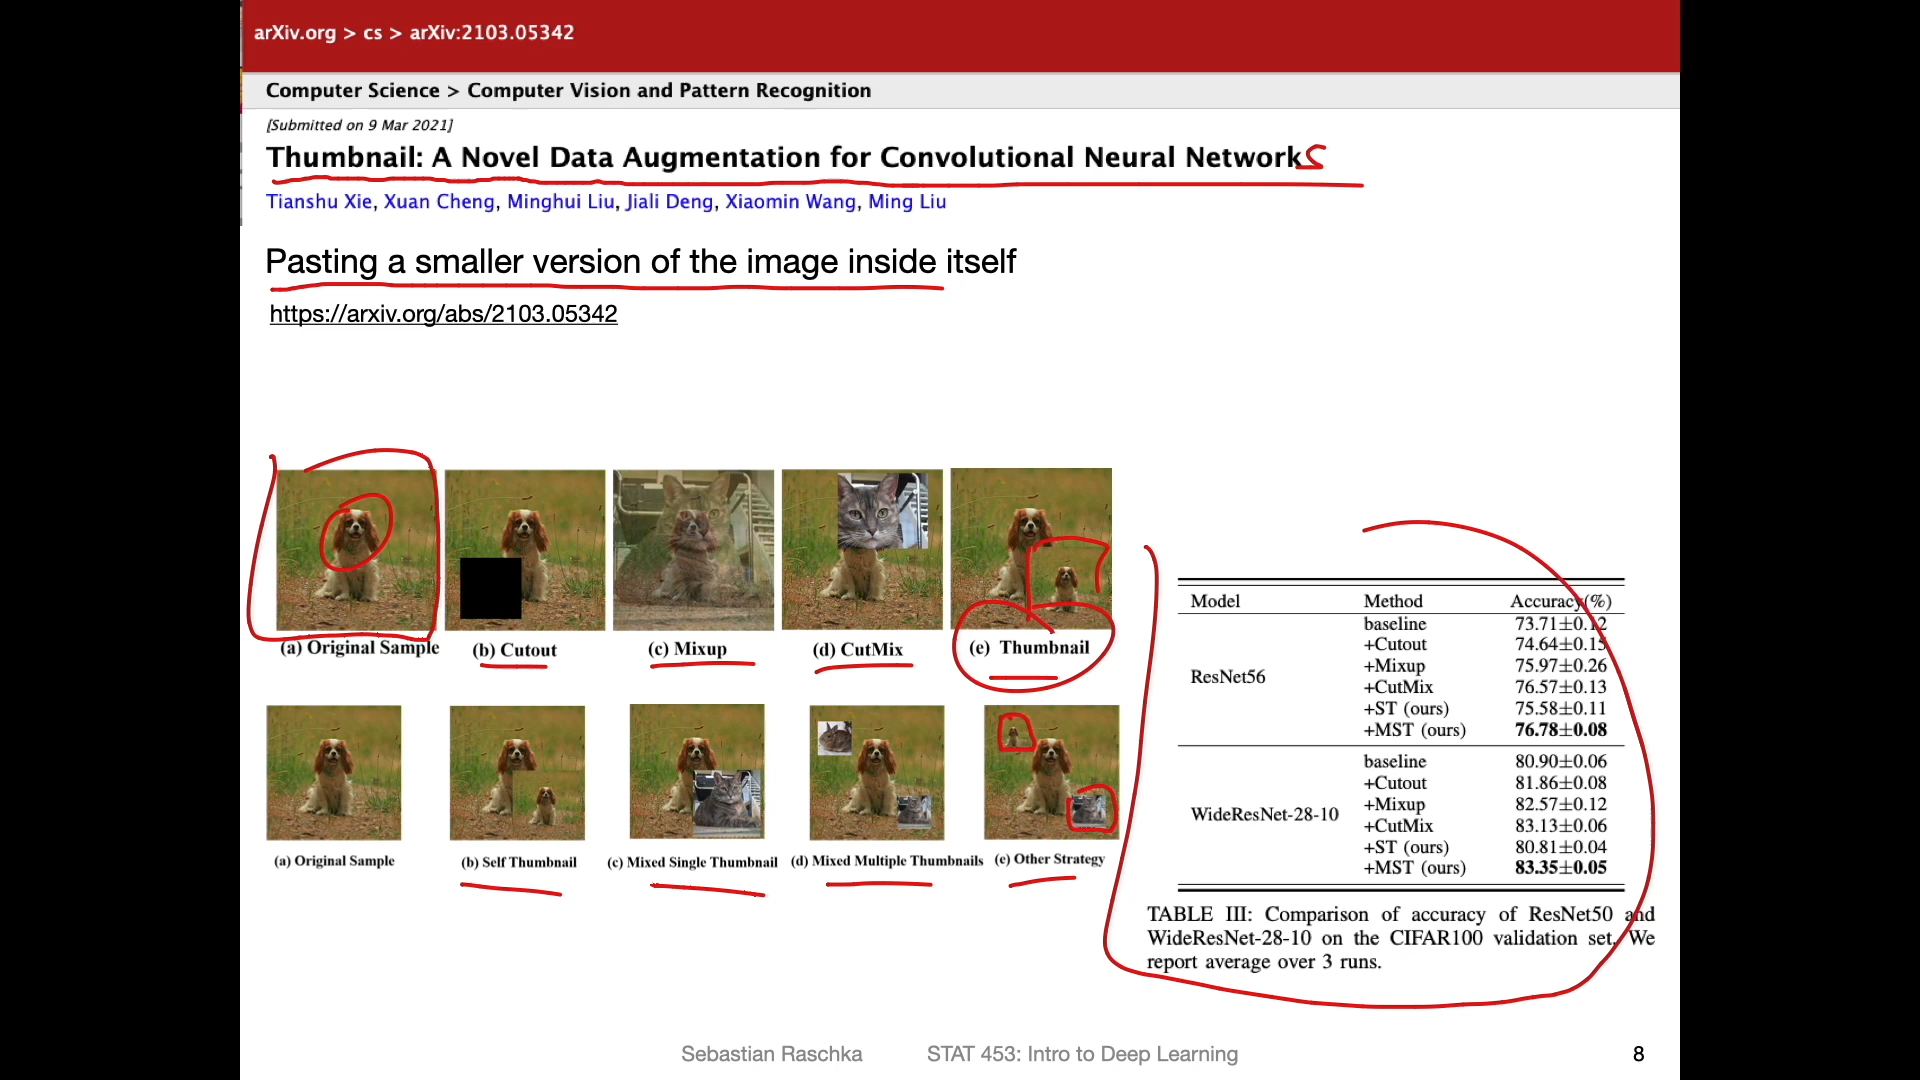 arXiv.org > cs > arXiv:2103.05342
Computer Science > Computer Vision and Pattern Recognition
[Submitted on 9 Mar 2021]
Thumbnail: A Novel Data Augmentation for Convolutional Neural Networks
Tianshu Xie, Xuan Cheng, Minghui Liu, Jiali Deng, Xiaomin Wang, Ming Liu
Pasting a smaller version of the image inside itself
https://arxiv.org/abs/2103.05342
(a) Original Sample (b) Cutout (c) Mixup (d) CutMix (e) Thumbnail
(a) Original Sample (b) Self Thumbnail (c) Mixed Single Thumbnail (d) Mixed Multiple Thumbnails (e) Other Strategy
Model Method Accuracy(%)
baseline 73.71±0.12
+Cutout 74.64±0.15
+Mixup 75.97±0.26
ResNet56
+CutMix 76.57±0.13
+ST (ours) 75.58±0.11
+MST (ours) 76.78±0.08
baseline 80.90±0.06
+Cutout 81.86±0.08
+Mixup 82.57±0.12
WideResNet-28-10
+CutMix 83.13±0.06
+ST (ours) 80.81±0.04
+MST (ours) 83.35±0.05
TABLE III: Comparison of accuracy of ResNet50 and
WideResNet-28-10 on the CIFAR100 validation set. We
report average over 3 runs.
Sebastian Raschka STAT 453: Intro to Deep Learning 8